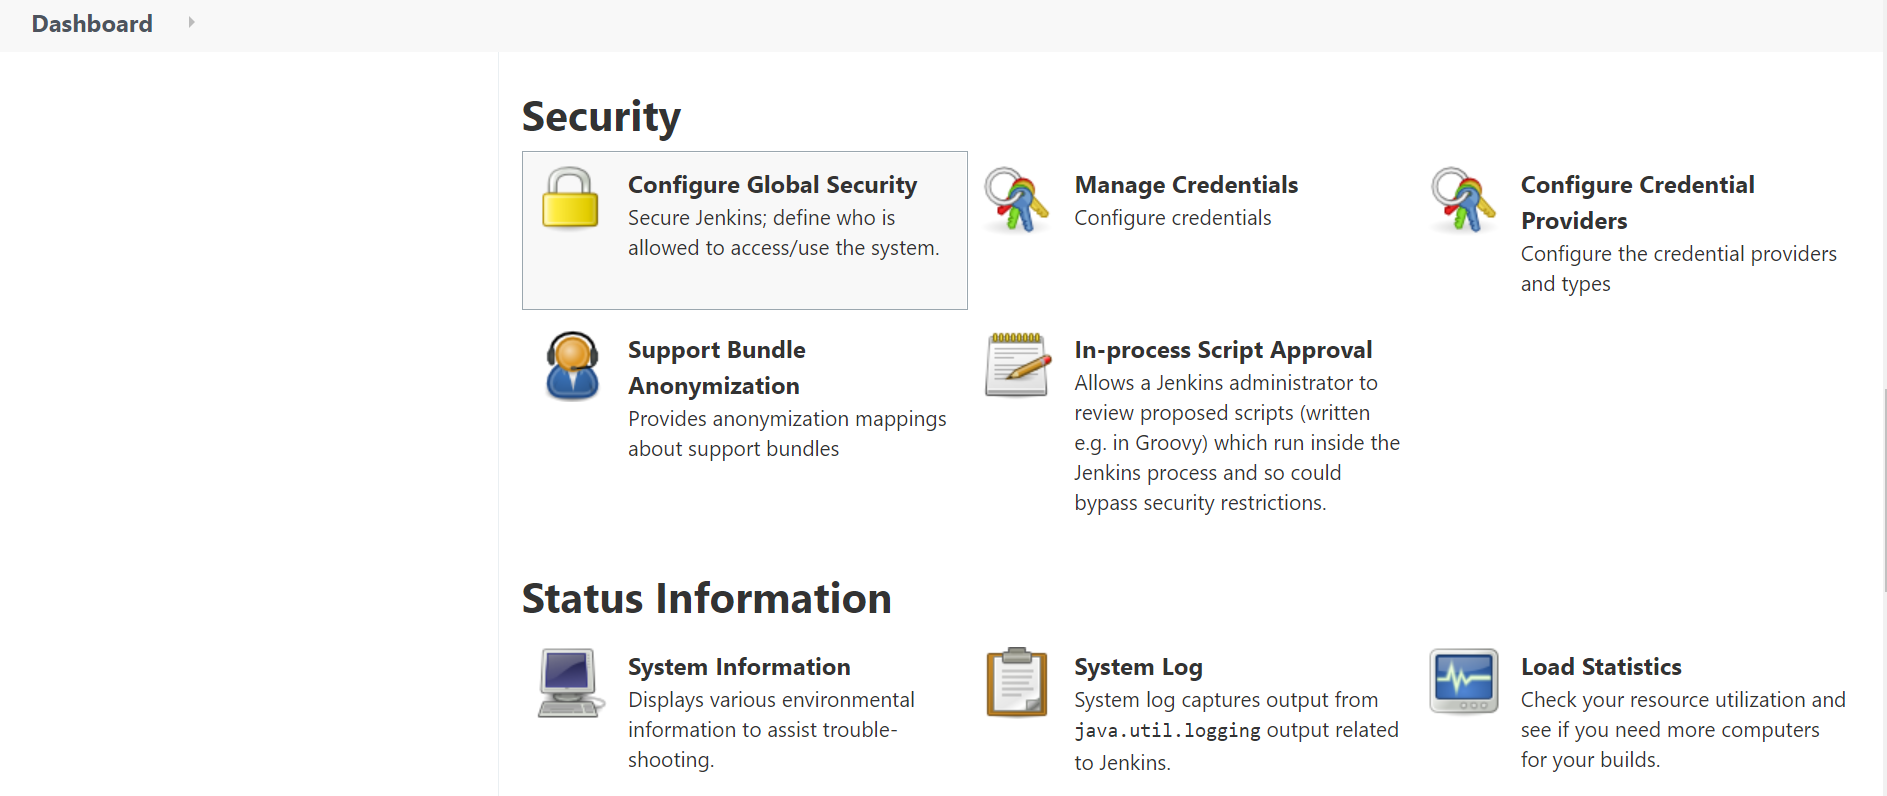 Dashboard
Security
Configure Global Security
Secure Jenkins; define who is
allowed to access/use the system.
Manage Credentials
Configure credentials
Configure Credential
Providers
Configure the credential providers
and types
Support Bundle
Anonymization
Provides anonymization mappings
about support bundles
In-process Script Approval
Allows a Jenkins administrator to
review proposed scripts (written
e.g. in Groovy) which run inside the
Jenkins process and so could
bypass security restrictions.
Status Information
System Information
Displays various environmental
information to assist trouble-
shooting.
System Log
System log captures output from
java.util.logging output related
to Jenkins.
Load Statistics
Check your resource utilization and
see if you need more computers
for your builds.